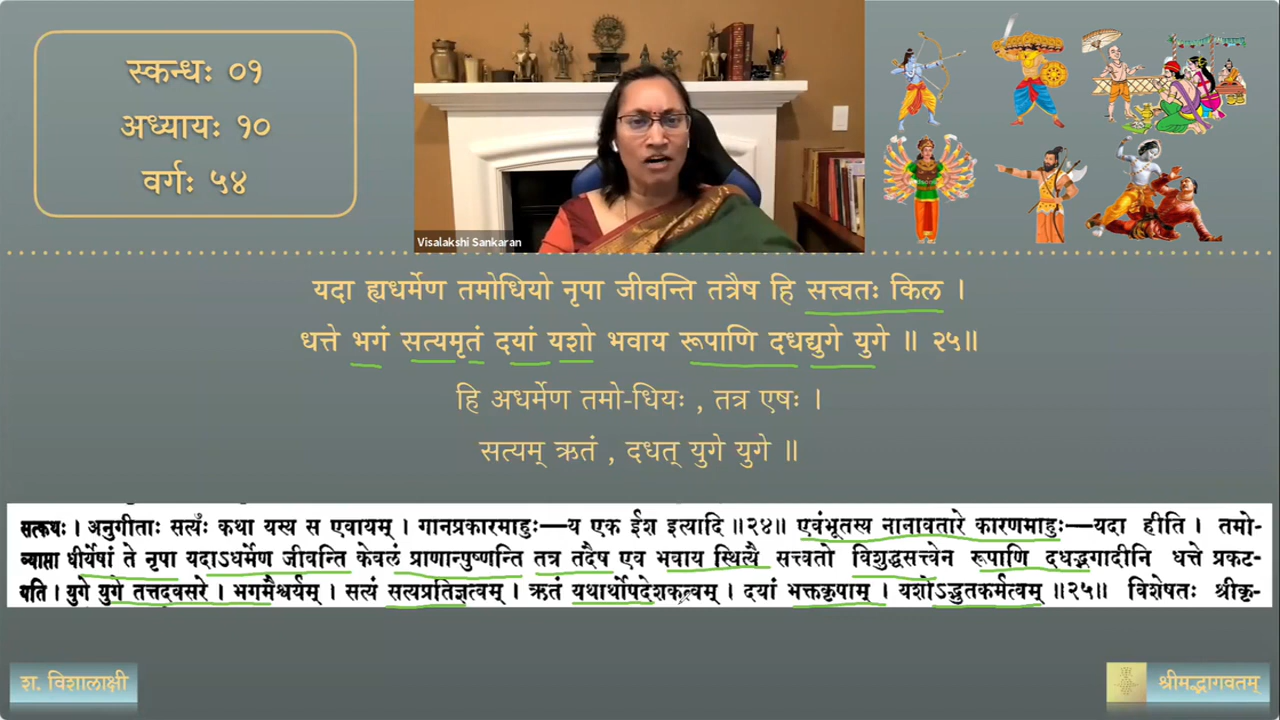 स्कन्धः ०१
अध्यायः १०
वर्गः ५४
Visalakshi Sankaran
यदा ह्यधर्मेण तमोधियो नृपा जीवन्ति तत्रैष हि सत्त्वतः किल ।
धत्ते भगं सत्यमृतं दयां यशो भवाय रूपाणि दधद्युगे युगे ॥ २५॥
हि अधर्मेण तमो-धियः , तत्र एषः ।
सत्यम् ऋतं , दधत् युगे युगे ॥
सत्कथः । अनुगीताः सत्यः कथा यस्य स एवायम् । गानप्रकारमाहुः—य एक ईश इत्यादि ॥२४॥ एवंभूतस्य नानावतारे कारणमाहुः—यदा हीति । तमो-
व्याप्ता धीर्येषां ते नृपा यदाऽधर्मेण जीवन्ति केवलं प्राणान्पुष्णन्ति तत्र तदैष एव भवाय स्थित्यै सत्त्वतो विशुद्धसत्त्वेन रूपाणि दधद्भगादीनि धत्ते प्रकट-
यति । युगे युगे तत्तदवसरे । भगमैश्वर्यम् । सत्यं सत्यप्रतिज्ञत्वम् । ऋतं यथार्थोपदेशकत्वम् । दयां भक्तकृपाम् । यशोऽद्भुतकर्मत्वम् ॥२५॥ विशेषतः श्रीकृ-
श. विशालाक्षी
श्रीमद्भागवतम्